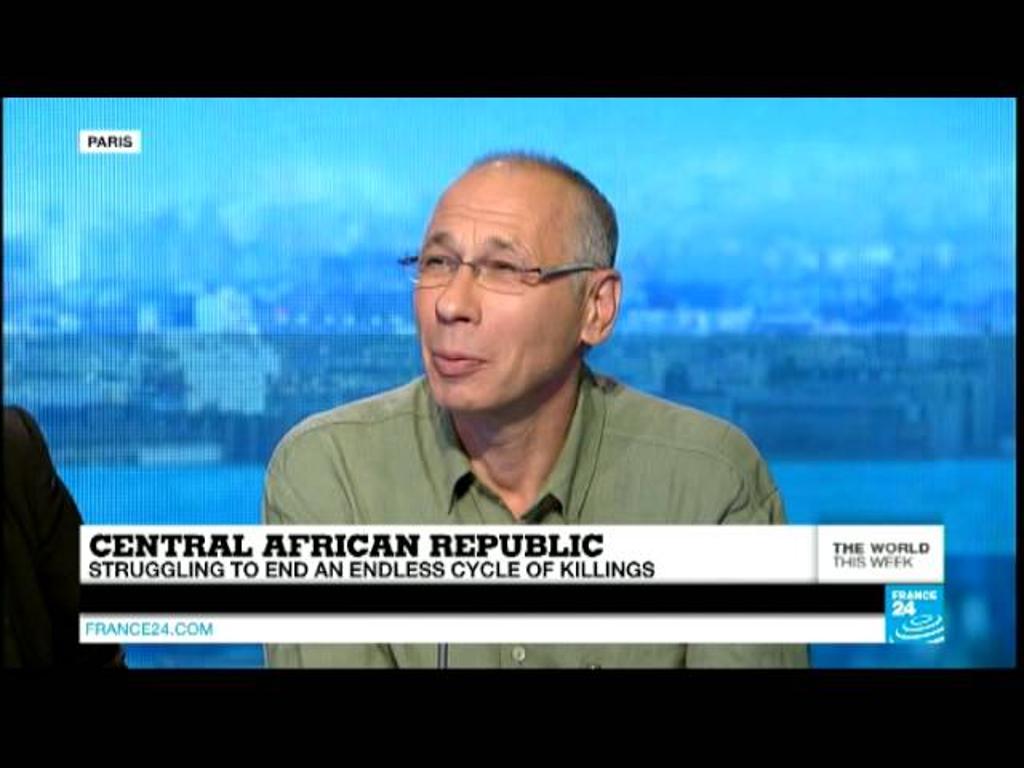 PARIS
CENTRAL AFRICAN REPUBLIC
STRUGGLING TO END AN ENDLESS CYCLE OF KILLINGS
THE WORLD
THIS WEEK
FRANCE
24
FRANCE24.COM